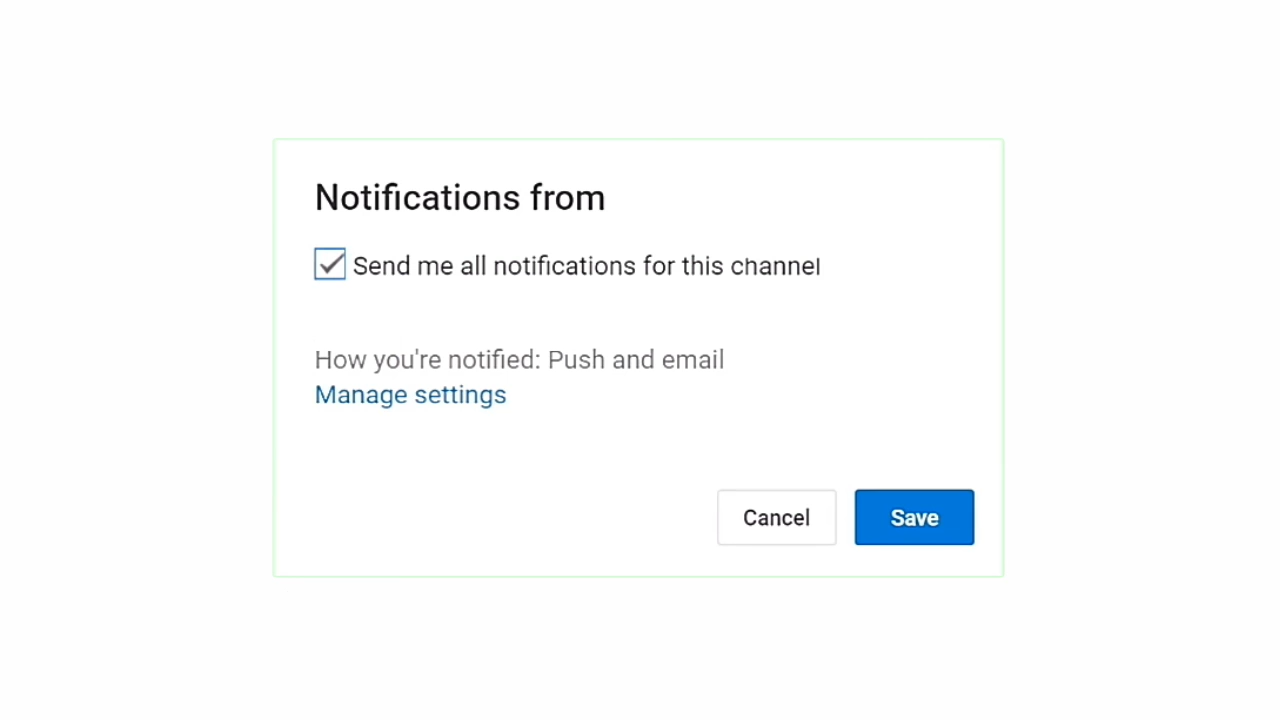 Notifications from
Send me all notifications for this channel
How you're notified: Push and email
Manage settings
Cancel
Save